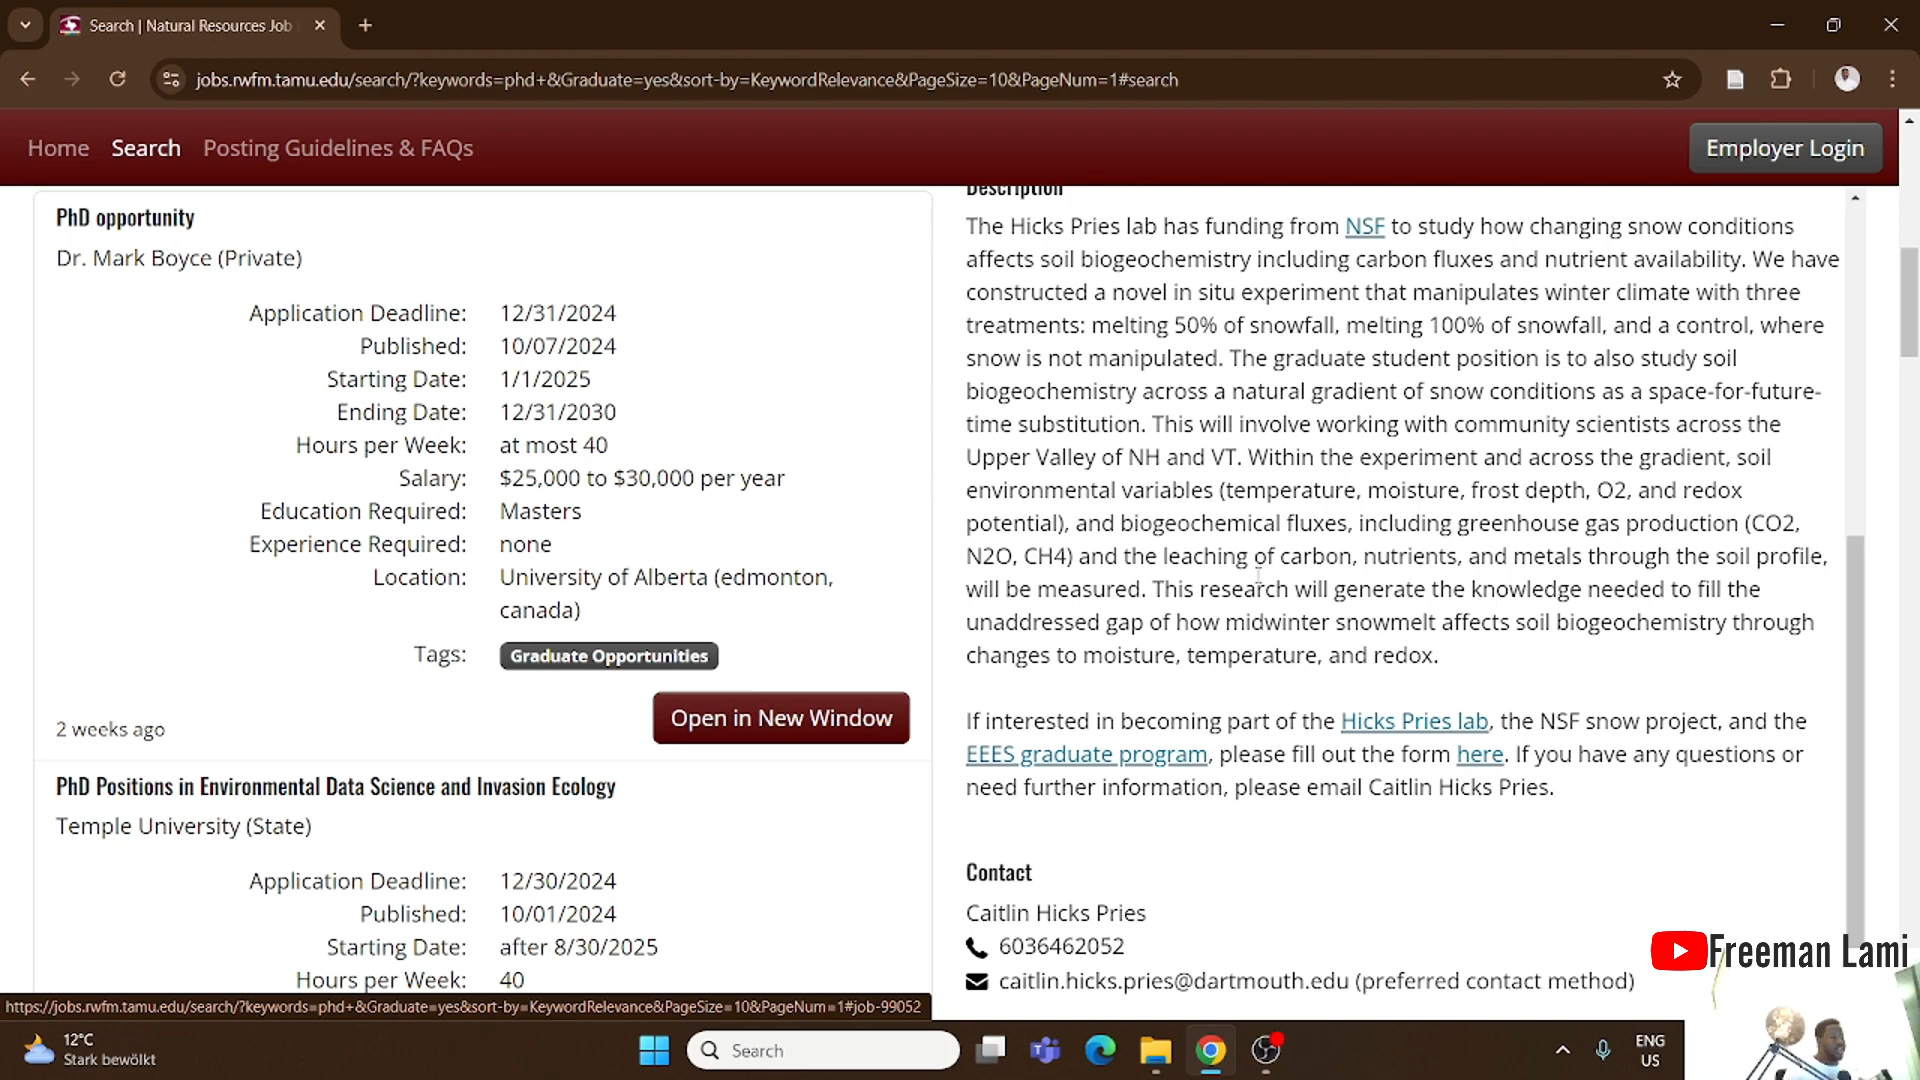 Search | Natural Resources Job
jobs.rwfm.tamu.edu/search/?keywords=phd+&Graduate=yes&sort-by=KeywordRelevance&PageSize=10&PageNum=1#search
Home Search Posting Guidelines & FAQs Employer Login
PhD opportunity
Dr. Mark Boyce (Private)
Application Deadline: 12/31/2024
Published: 10/07/2024
Starting Date: 1/1/2025
Ending Date: 12/31/2030
Hours per Week: at most 40
Salary: $25,000 to $30,000 per year
Education Required: Masters
Experience Required: none
Location: University of Alberta (edmonton,
canada)
Tags: Graduate Opportunities
2 weeks ago
Open in New Window
PhD Positions in Environmental Data Science and Invasion Ecology
Temple University (State)
Application Deadline: 12/30/2024
Published: 10/01/2024
Starting Date: after 8/30/2025
Hours per Week: 40
Description
The Hicks Pries lab has funding from NSF to study how changing snow conditions
affects soil biogeochemistry including carbon fluxes and nutrient availability. We have
constructed a novel in situ experiment that manipulates winter climate with three
treatments: melting 50% of snowfall, melting 100% of snowfall, and a control, where
snow is not manipulated. The graduate student position is to also study soil
biogeochemistry across a natural gradient of snow conditions as a space-for-future-
time substitution. This will involve working with community scientists across the
Upper Valley of NH and VT. Within the experiment and across the gradient, soil
environmental variables (temperature, moisture, frost depth, O2, and redox
potential), and biogeochemical fluxes, including greenhouse gas production (CO2,
N2O, CH4) and the leaching of carbon, nutrients, and metals through the soil profile,
will be measured. This research will generate the knowledge needed to fill the
unaddressed gap of how midwinter snowmelt affects soil biogeochemistry through
changes to moisture, temperature, and redox.
If interested in becoming part of the Hicks Pries lab, the NSF snow project, and the
EEES graduate program, please fill out the form here. If you have any questions or
need further information, please email Caitlin Hicks Pries.
Contact
Caitlin Hicks Pries
6036462052
caitlin.hicks.pries@dartmouth.edu (preferred contact method)
Freeman Lami
https://jobs.rwfm.tamu.edu/search/?keywords=phd+&Graduate=yes&sort-by=KeywordRelevance&PageSize=10&PageNum=1#job-99052
12°C
Stark bewölkt
Search
ENG
US